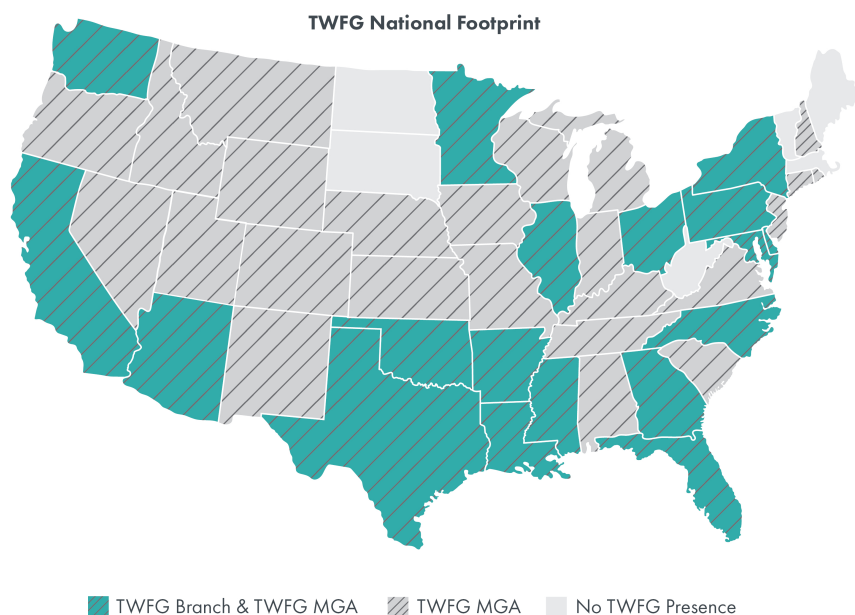 TWFG National Footprint
TWFG Branch & TWFG MGA TWFG MGA No TWFG Presence